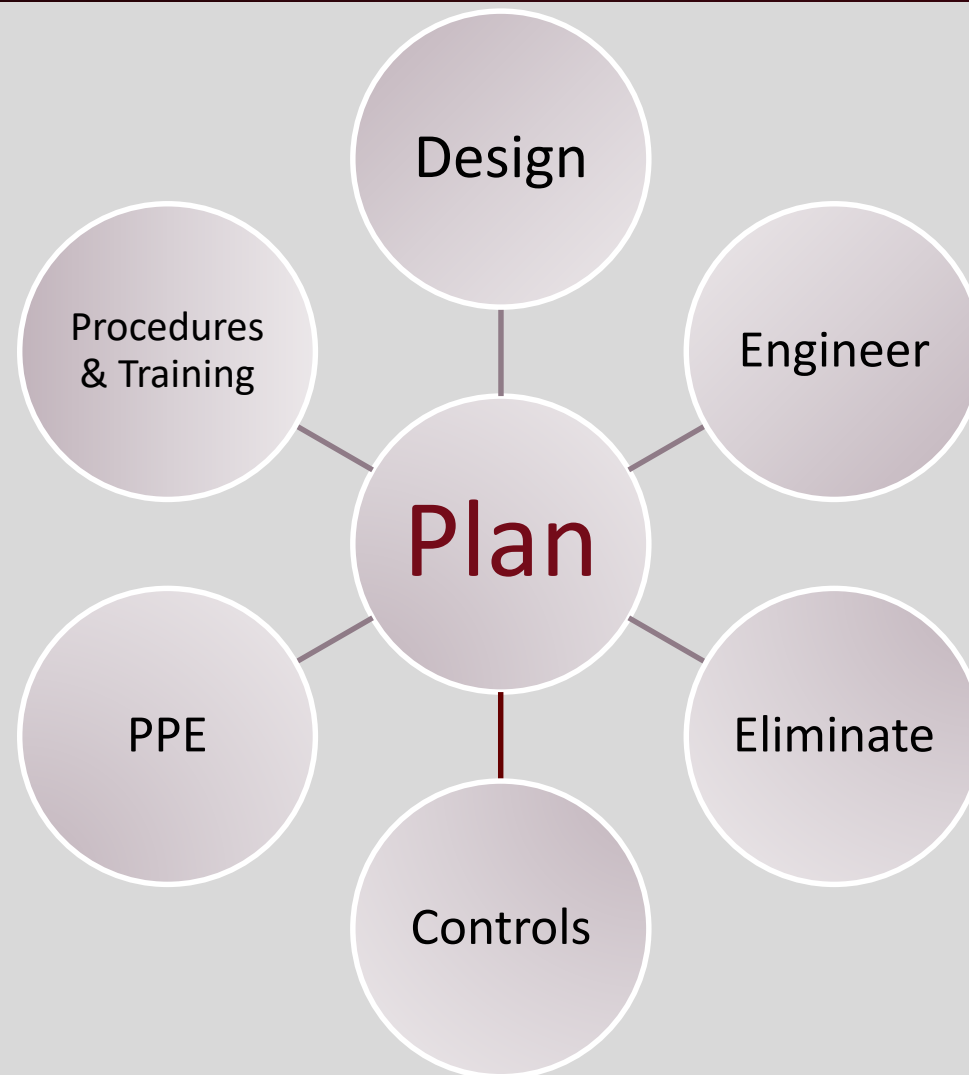 Design
Engineer
Eliminate
Controls
PPE
Procedures
& Training
Plan